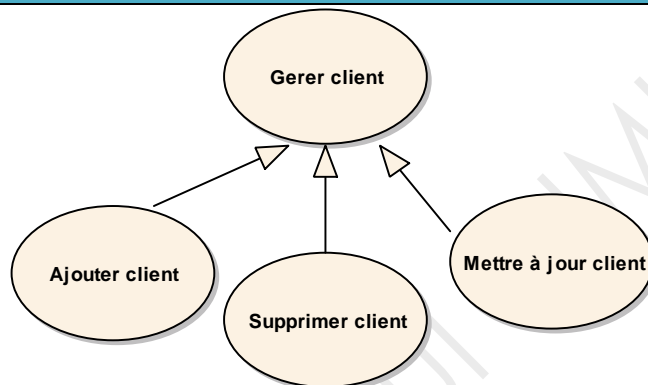 Gerer client
Ajouter client
Supprimer client
Mettre à jour client